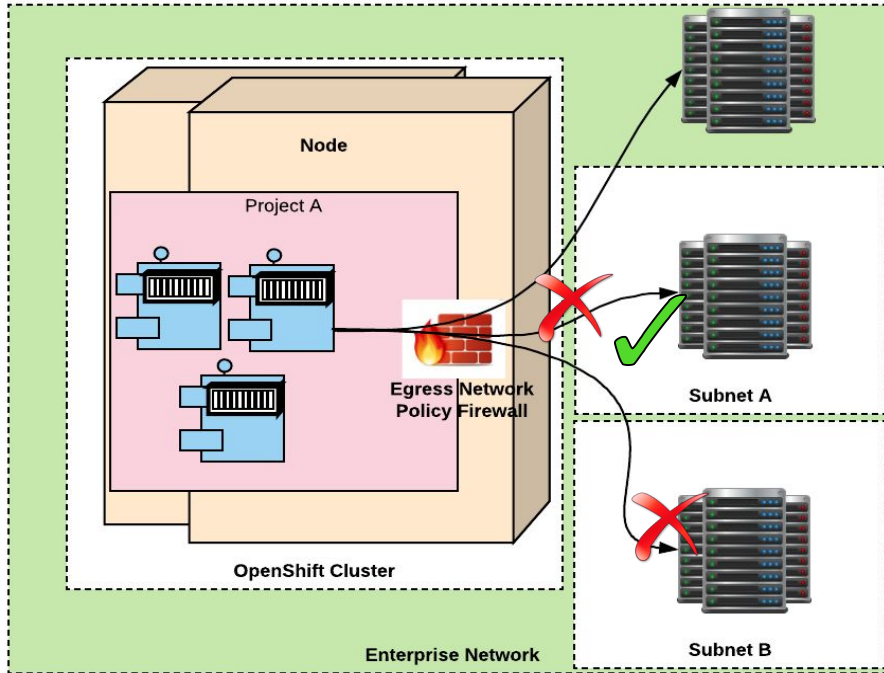 Node
Project A
Egress Network
Policy Firewall
Subnet A
OpenShift Cluster
Subnet B
Enterprise Network